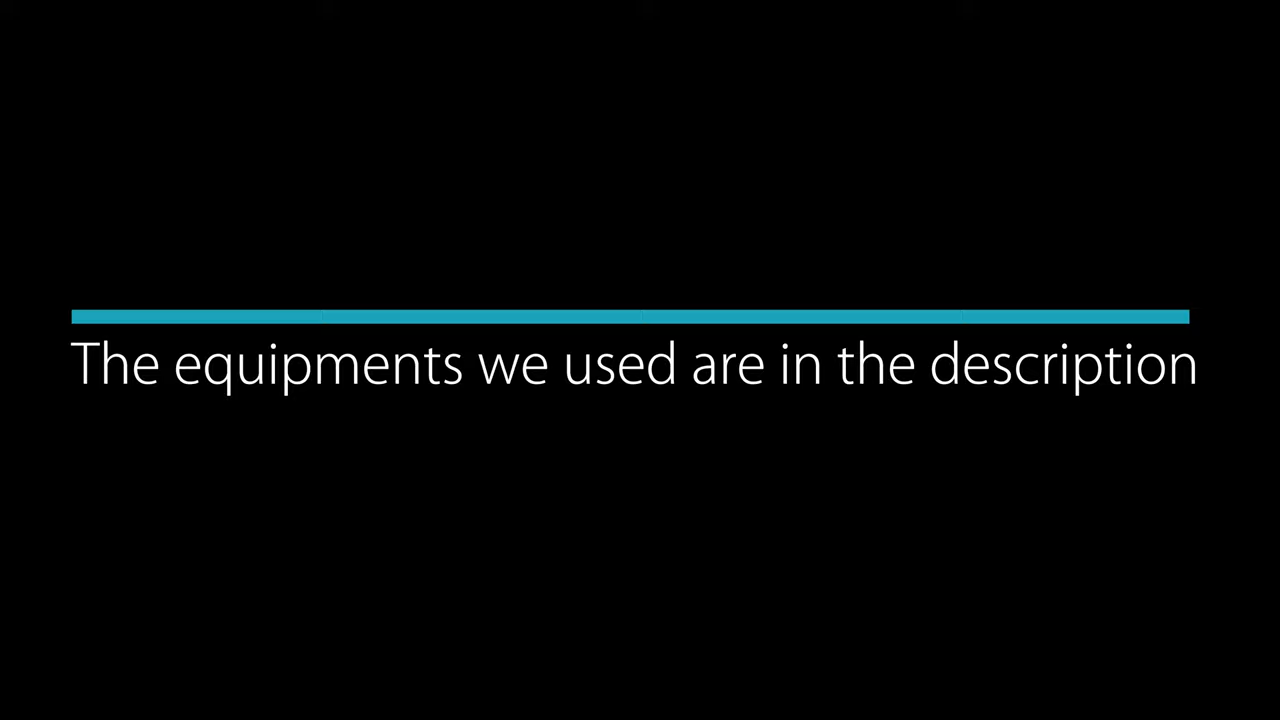 The equipments we used are in the description